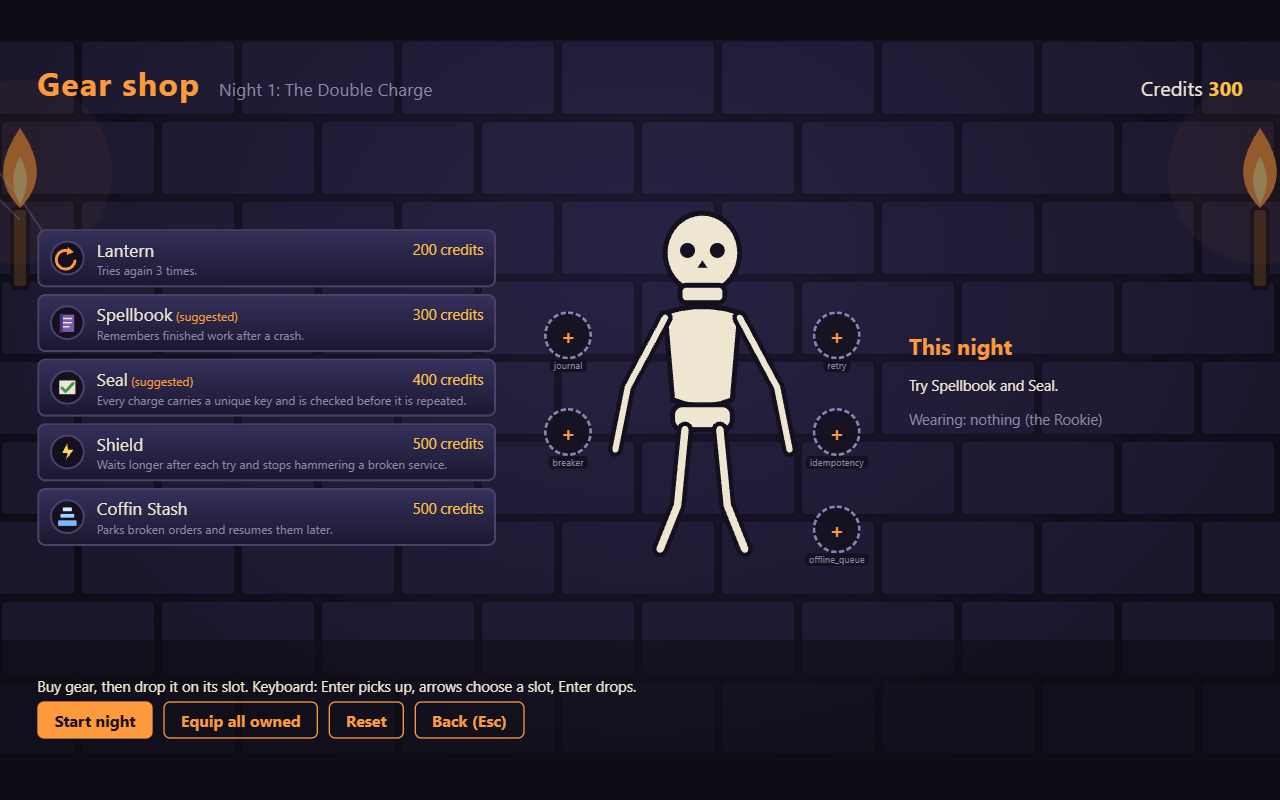 Gear shop Night 1: The Double Charge Credits 300
Lantern 200 credits
Tries again 3 times.
Spellbook (suggested) 300 credits
Remembers finished work after a crash.
Seal (suggested) 400 credits
Every charge carries a unique key and is checked before it is repeated.
Shield 500 credits
Waits longer after each try and stops hammering a broken service.
Coffin Stash 500 credits
Parks broken orders and resumes them later.
+
journal
+
breaker
+
retry
+
idempotency
+
offline_queue
This night
Try Spellbook and Seal.
Wearing: nothing (the Rookie)
Buy gear, then drop it on its slot. Keyboard: Enter picks up, arrows choose a slot, Enter drops.
Start night Equip all owned Reset Back (Esc)